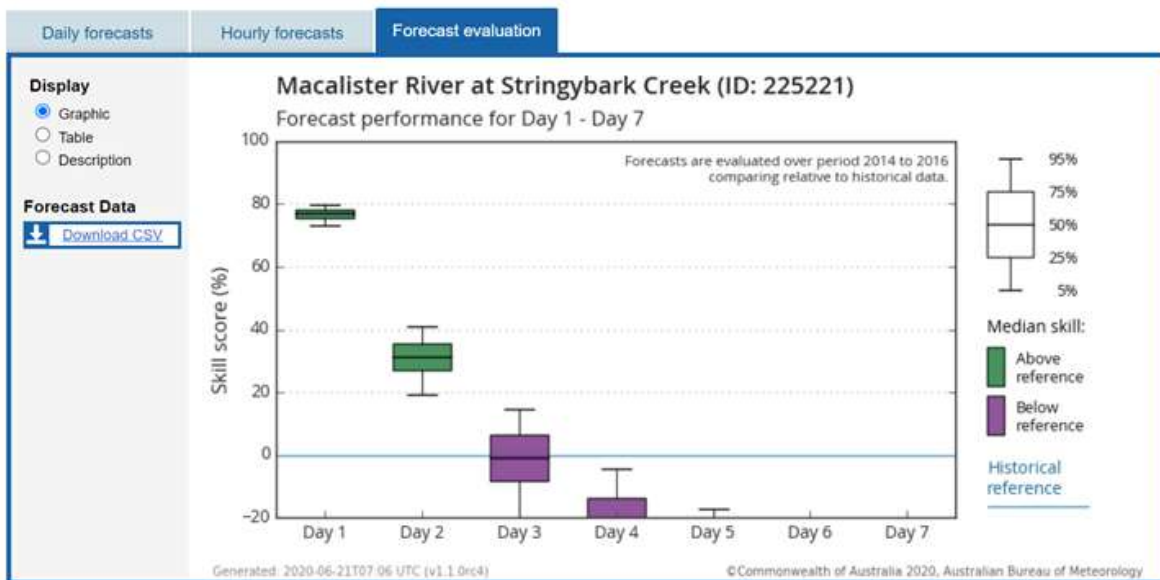 Daily forecasts
Hourly forecasts
Forecast evaluation
Display
Graphic
Table
Description
Forecast Data
Download CSV
Macalister River at Stringybark Creek (ID: 225221)
Forecast performance for Day 1 - Day 7
Forecasts are evaluated over period 2014 to 2016
comparing relative to historical data.
Skill score (%)
100
80
60
40
20
0
−20
Day 1
Day 2
Day 3
Day 4
Day 5
Day 6
Day 7
95%
75%
50%
25%
5%
Median skill:
Above
reference
Below
reference
Historical
reference
Generated: 2020-06-21T07:06 UTC (v1.1.0rc4)
©Commonwealth of Australia 2020, Australian Bureau of Meteorology